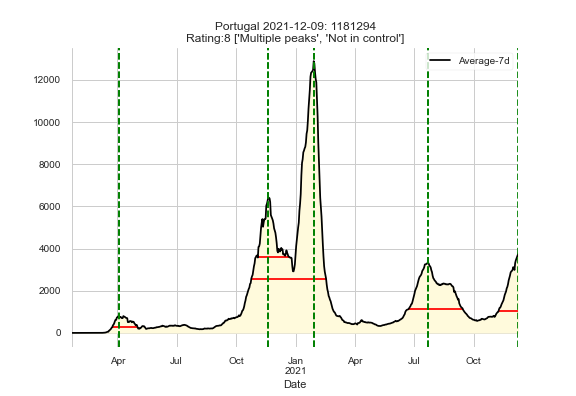 Portugal 2021-12-09: 1181294
Rating:8 ['Multiple peaks', 'Not in control']
Average-7d
12000
10000
8000
6000
4000
2000
0
Apr Jul Oct Jan Apr Jul Oct
2021
Date